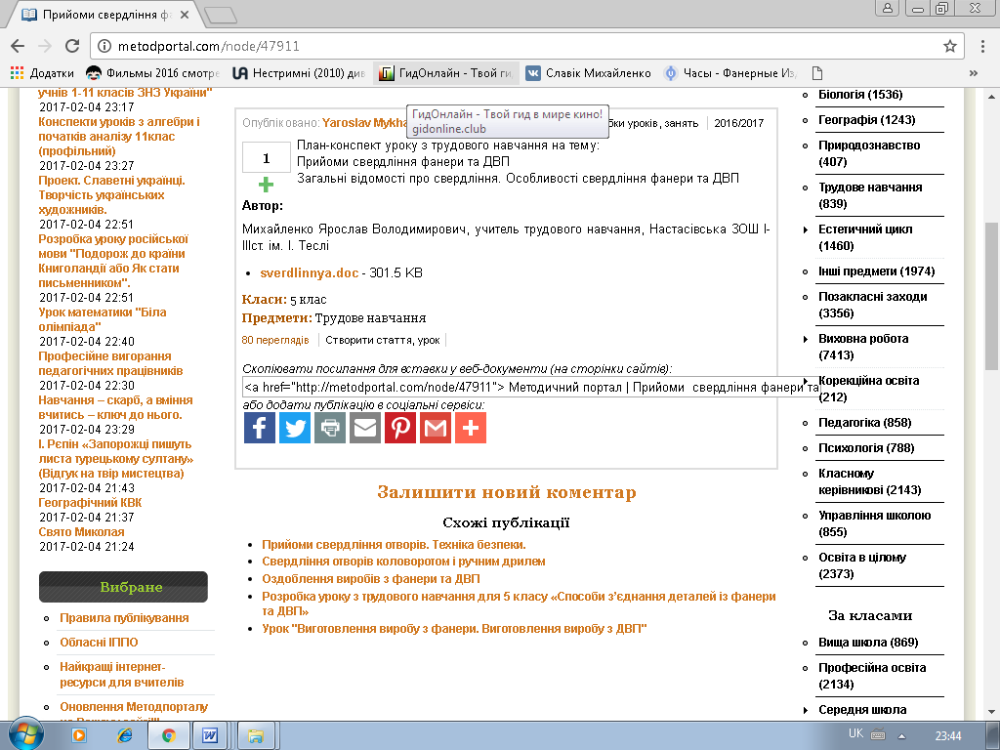 Прийоми свердління фа
metodportal.com/node/47911
Додатки
Фильмы 2016 смотре
Нестримні (2010) див
ГидОнлайн - Твой ги
Славік Михайленко
Часы - Фанерные Из
»
учнів 1-11 класів ЗНЗ України"
2017-02-04 23:17
Конспекти уроків з алгебри і
початків аналізу 11клас
(профільний)
2017-02-04 23:27
Проект. Славетні українці.
Творчість українських
художників.
2017-02-04 22:51
Розробка уроку російської
мови "Подорож до країни
Книголандії або Як стати
письменником".
2017-02-04 22:51
Урок математики "Біла
олімпіада"
2017-02-04 22:40
Професійне вигорання
педагогічних працівників
2017-02-04 22:30
Навчання – скарб, а вміння
вчитись – ключ до нього.
2017-02-04 23:29
І. Рєпін «Запорожці пишуть
листа турецькому султану»
(Відгук на твір мистецтва)
2017-02-04 21:43
Географічний КВК
2017-02-04 21:37
Свято Миколая
2017-02-04 21:24
Вибране
Правила публікування
Обласні ІППО
Найкращі інтернет-
ресурси для вчителів
Оновлення Методпорталу
Опубліковано: Yaroslav Mykha
бки уроків, занять
2016/2017
ГидОнлайн - Твой гид в мире кино!
gidonline.club
1
План-конспект уроку з трудового навчання на тему:
Прийоми свердління фанери та ДВП
Загальні відомості про свердління. Особливості свердління фанери та ДВП
Автор:
Михайленко Ярослав Володимирович, учитель трудового навчання, Настасівська ЗОШ І-
ІІІст. ім. І. Теслі
sverdlinnya.doc - 301.5 KB
Класи: 5 клас
Предмети: Трудове навчання
80 переглядів
Створити стаття, урок
Скопіювати посилання для вставки у веб-документи (на сторінки сайтів):
<a href="http://metodportal.com/node/47911"> Методичний портал | Прийоми свердління фанери та
або додати публікацію в соціальні сервіси:
Залишити новий коментар
Схожі публікації
Прийоми свердління отворів. Техніка безпеки.
Свердління отворів коловоротом і ручним дрилем
Оздоблення виробів з фанери та ДВП
Розробка уроку з трудового навчання для 5 класу «Способи з'єднання деталей із фанери
та ДВП»
Урок "Виготовлення виробу з фанери. Виготовлення виробу з ДВП"
Біологія (1536)
Географія (1243)
Природознавство
(407)
Трудове навчання
(839)
Естетичний цикл
(1460)
Інші предмети (1974)
Позакласні заходи
(3356)
Виховна робота
(7413)
Корекційна освіта
(212)
Педагогіка (858)
Психологія (788)
Класному
керівникові (2143)
Управління школою
(855)
Освіта в цілому
(2373)
За класами
Вища школа (869)
Професійна освіта
(2134)
Середня школа
UK
23:44